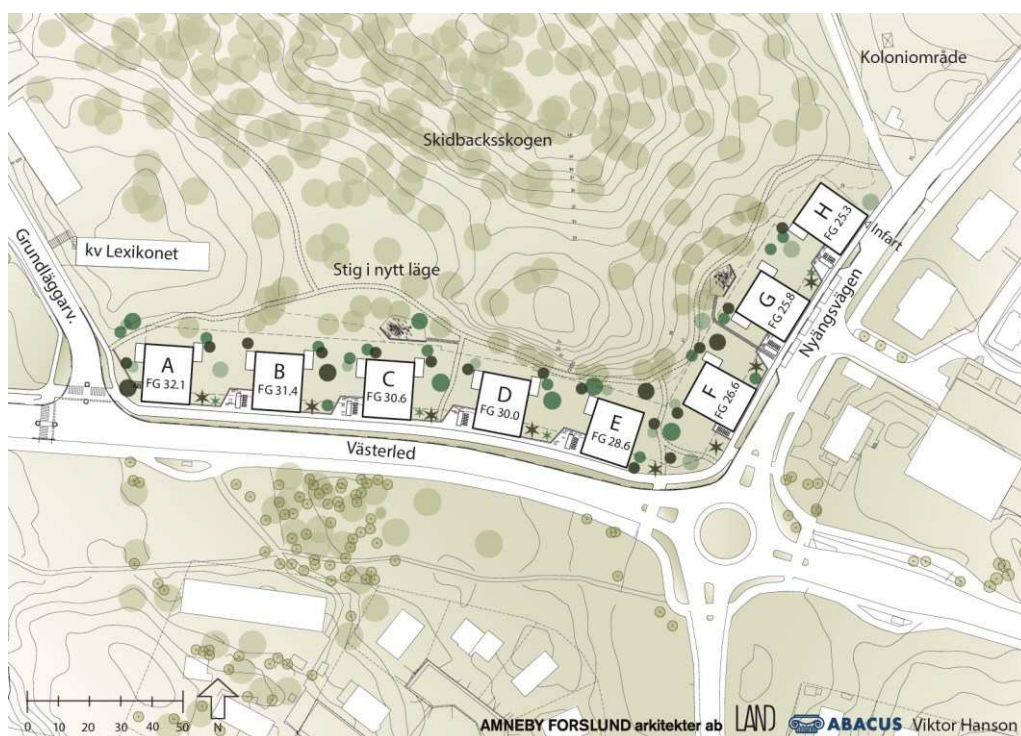 Koloniområde
Skidbacksskogen
H
FG 25.3
Infart
kv Lexikonet
Grundläggarv.
Stig i nytt läge
G
FG 25.8
Nyängsvägen
A
FG 32.1
B
FG 31.4
C
FG 30.6
D
FG 30.0
E
FG 28.6
F
FG 26.6
Västerled
0 10 20 30 40 50 N
AMNEBY FORSLUND arkitekter ab LAND ABACUS Viktor Hanson